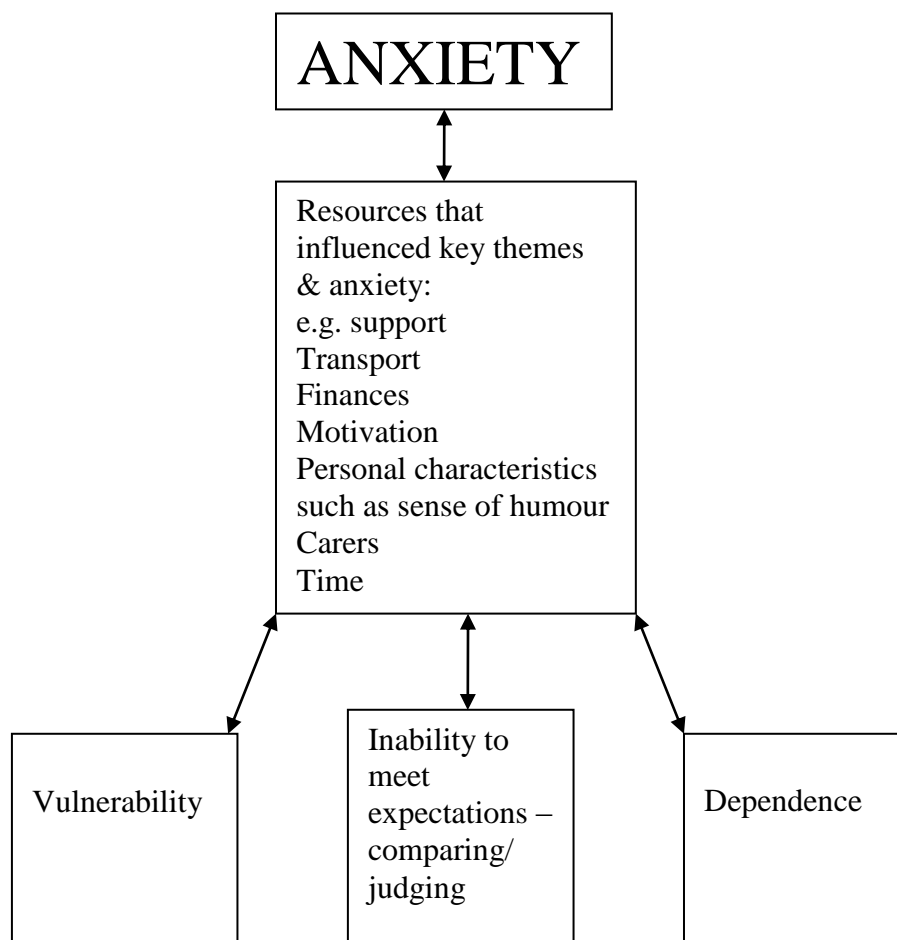 ANXIETY
Resources that
influenced key themes
& anxiety:
e.g. support
Transport
Finances
Motivation
Personal characteristics
such as sense of humour
Carers
Time
Vulnerability
Inability to
meet
expectations –
comparing/
judging
Dependence